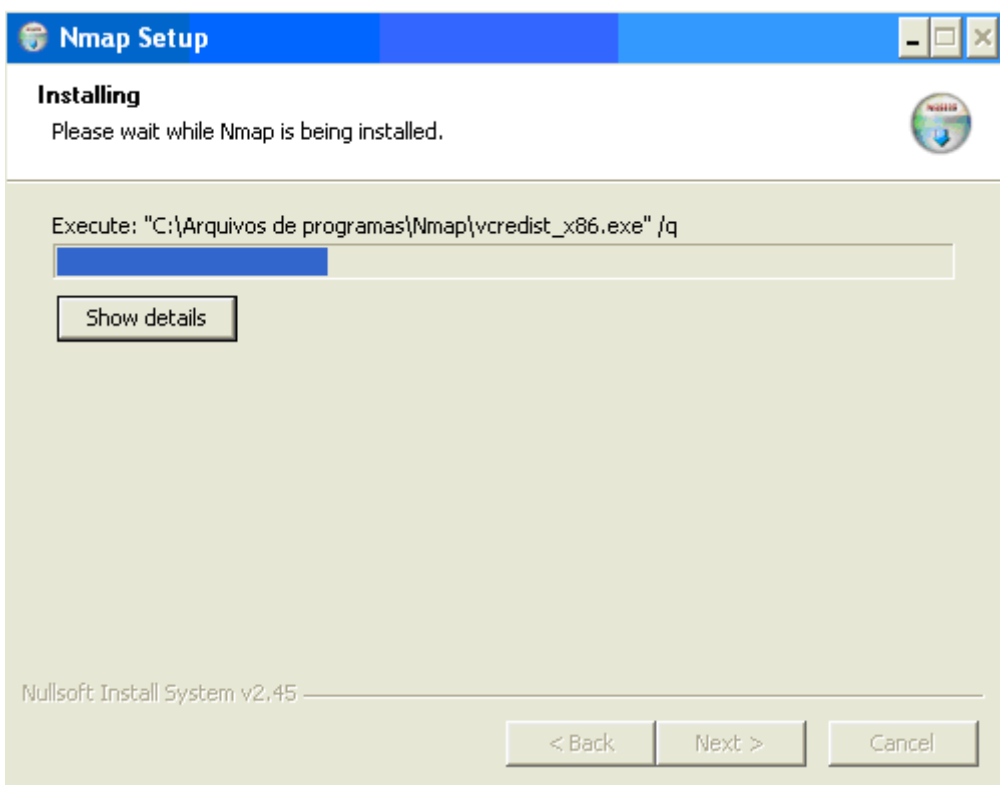 Nmap Setup
Installing
Please wait while Nmap is being installed.
Execute: "C:\Arquivos de programas\Nmap\vcredist_x86.exe" /q
Show details
Nullsoft Install System v2.45
< Back
Next >
Cancel